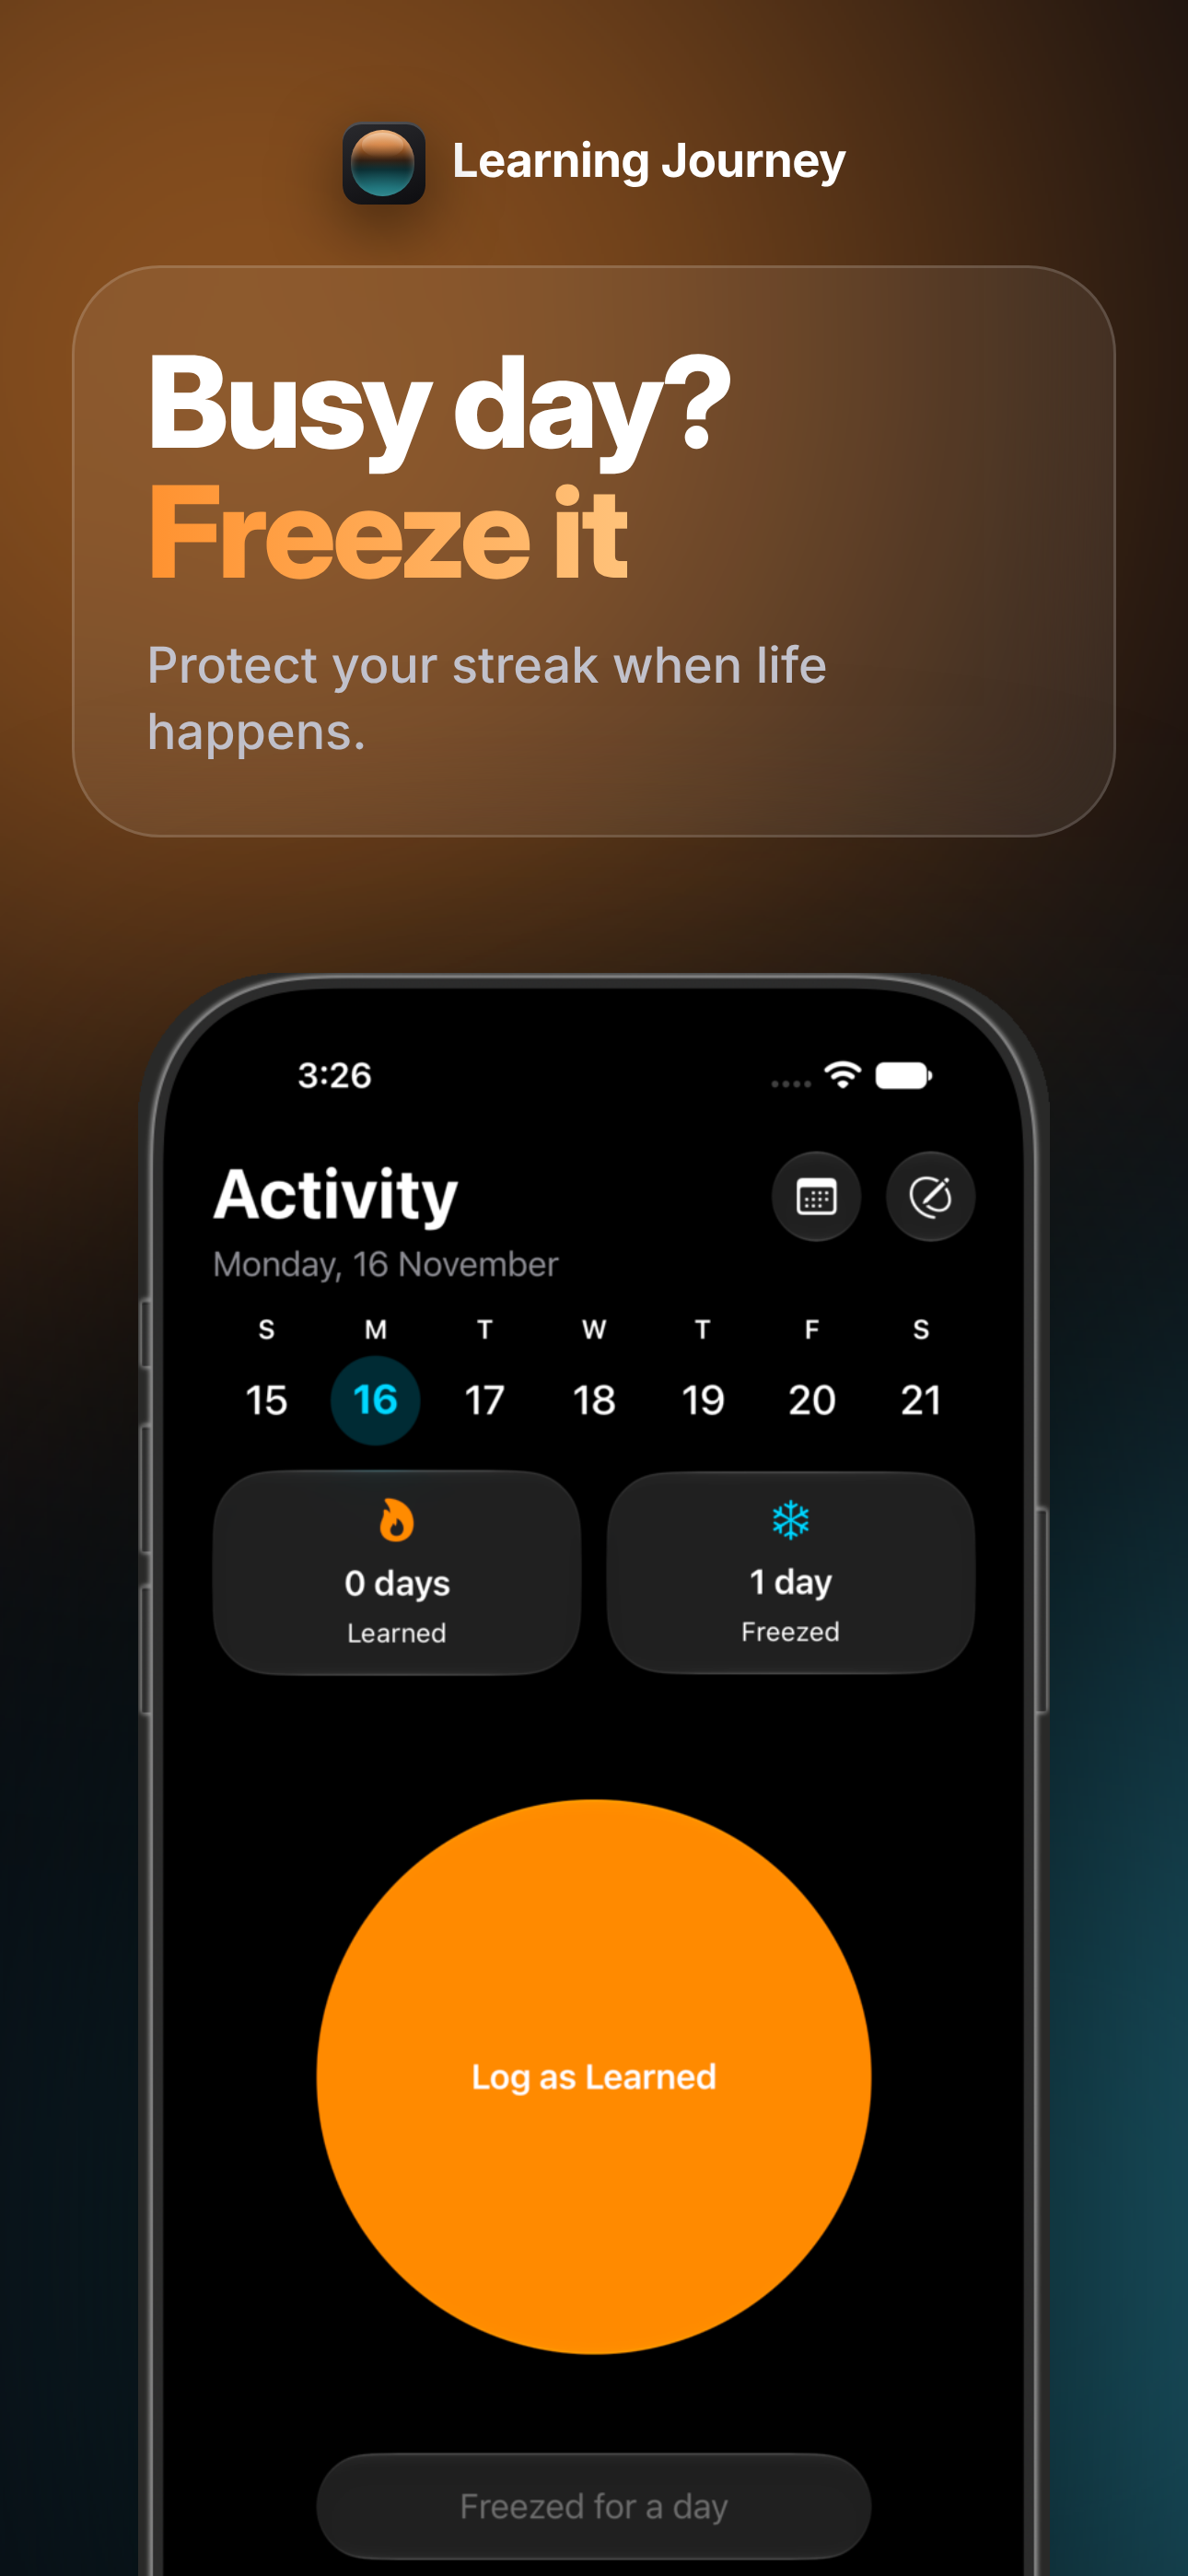 Learning Journey
Busy day?
Freeze it
Protect your streak when life
happens.
3:26
Activity
Monday, 16 November
S M T W T F S
15 16 17 18 19 20 21
0 days 1 day
Learned Freezed
Log as Learned
Freezed for a day